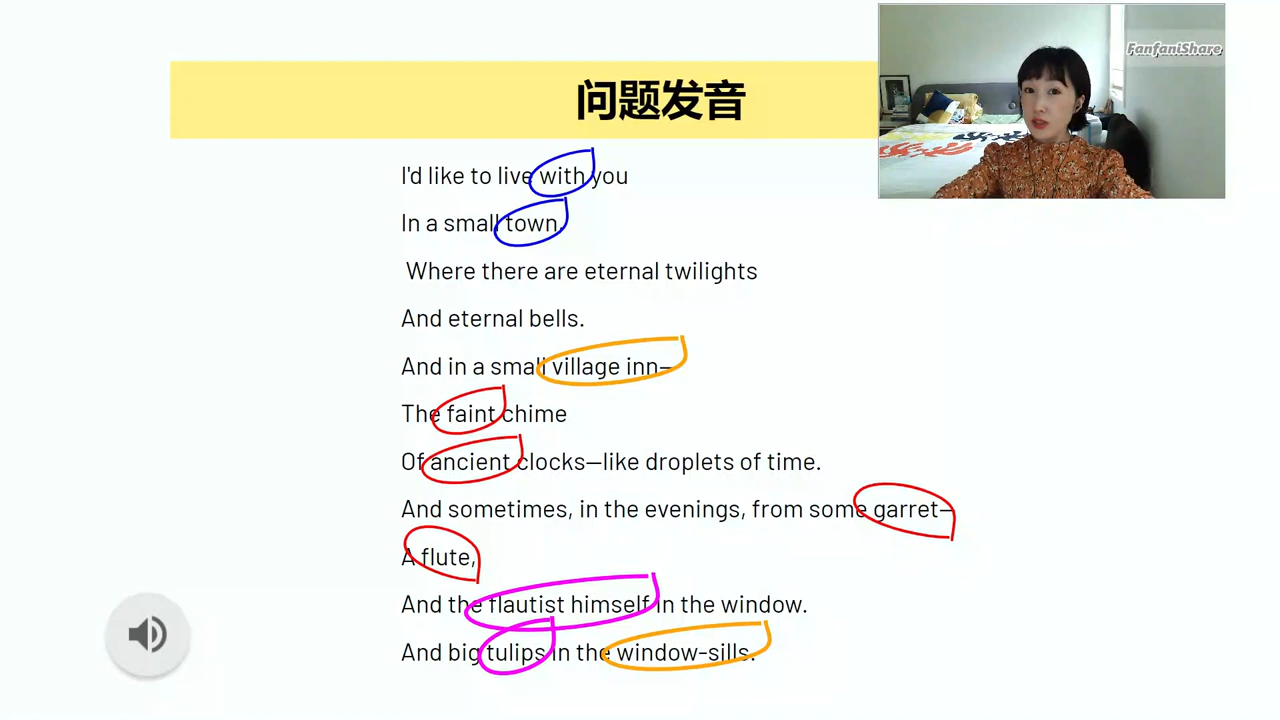 FanfaniShare
问题发音
I'd like to live with you
In a small town,
Where there are eternal twilights
And eternal bells.
And in a small village inn—
The faint chime
Of ancient clocks—like droplets of time.
And sometimes, in the evenings, from some garret—
A flute,
And the flautist himself in the window.
And big tulips in the window-sills.